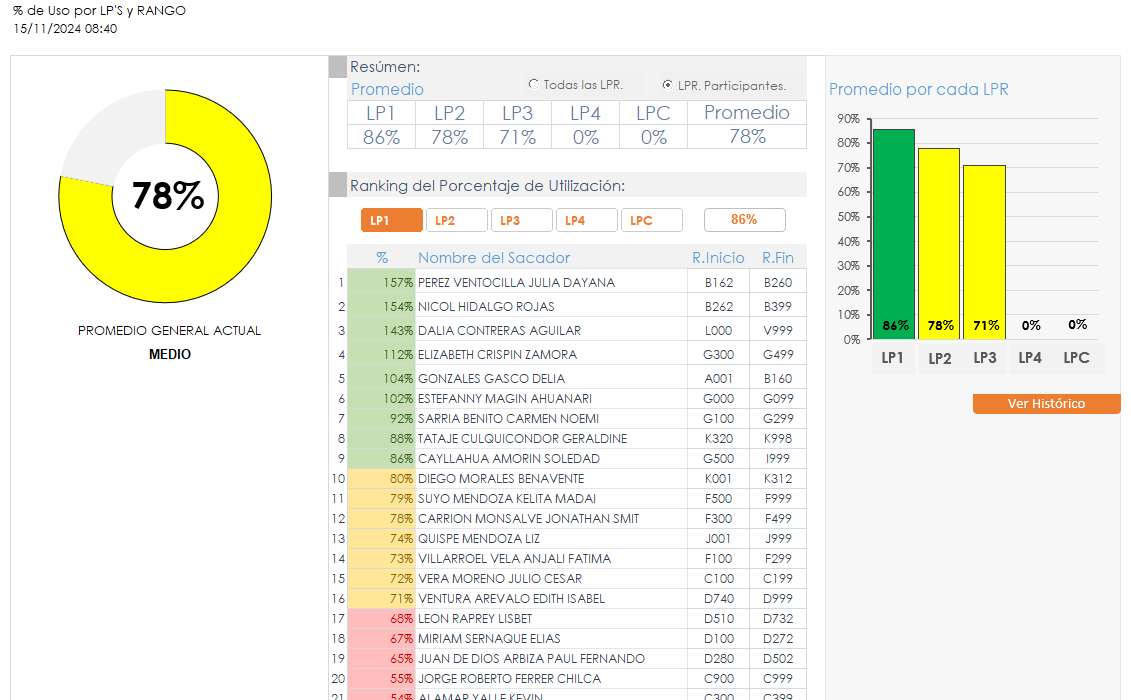 % de Uso por LP'S y RANGO
15/11/2024 08:40
78%
PROMEDIO GENERAL ACTUAL
MEDIO
Resúmen:
Promedio
Todas las LPR.
LPR. Participantes.
LP1 LP2 LP3 LP4 LPC Promedio
86% 78% 71% 0% 0% 78%
Ranking del Porcentaje de Utilización:
LP1 LP2 LP3 LP4 LPC 86%
% Nombre del Sacador R.Inicio R.Fin
1 157% PEREZ VENTOCILLA JULIA DAYANA B162 B260
2 154% NICOL HIDALGO ROJAS B262 B399
3 143% DALIA CONTRERAS AGUILAR L000 V999
4 112% ELIZABETH CRISPIN ZAMORA G300 G499
5 104% GONZALES GASCO DELIA A001 B160
6 102% ESTEFANNY MAGIN AHUANARI G000 G099
7 92% SARRIA BENITO CARMEN NOEMI G100 G299
8 88% TATAJE CULQUICONDOR GERALDINE K320 K998
9 86% CAYLLAHUA AMORIN SOLEDAD G500 I999
10 80% DIEGO MORALES BENAVENTE K001 K312
11 79% SUYO MENDOZA KELITA MADAI F500 F999
12 78% CARRION MONSALVE JONATHAN SMIT F300 F499
13 74% QUISPE MENDOZA LIZ J001 J999
14 73% VILLARROEL VELA ANJALI FATIMA F100 F299
15 72% VERA MORENO JULIO CESAR C100 C199
16 71% VENTURA AREVALO EDITH ISABEL D740 D999
17 68% LEON RAPREY LISBET D510 D732
18 67% MIRIAM SERNAQUE ELIAS D100 D272
19 65% JUAN DE DIOS ARBIZA PAUL FERNANDO D280 D502
20 55% JORGE ROBERTO FERRER CHILCA C900 C999
21 54% ALAMAR YALLE KEVIN C300 C399
Promedio por cada LPR
90%
80%
70%
60%
50%
40%
30%
20%
10%
0%
86% 78% 71% 0% 0%
LP1 LP2 LP3 LP4 LPC
Ver Histórico